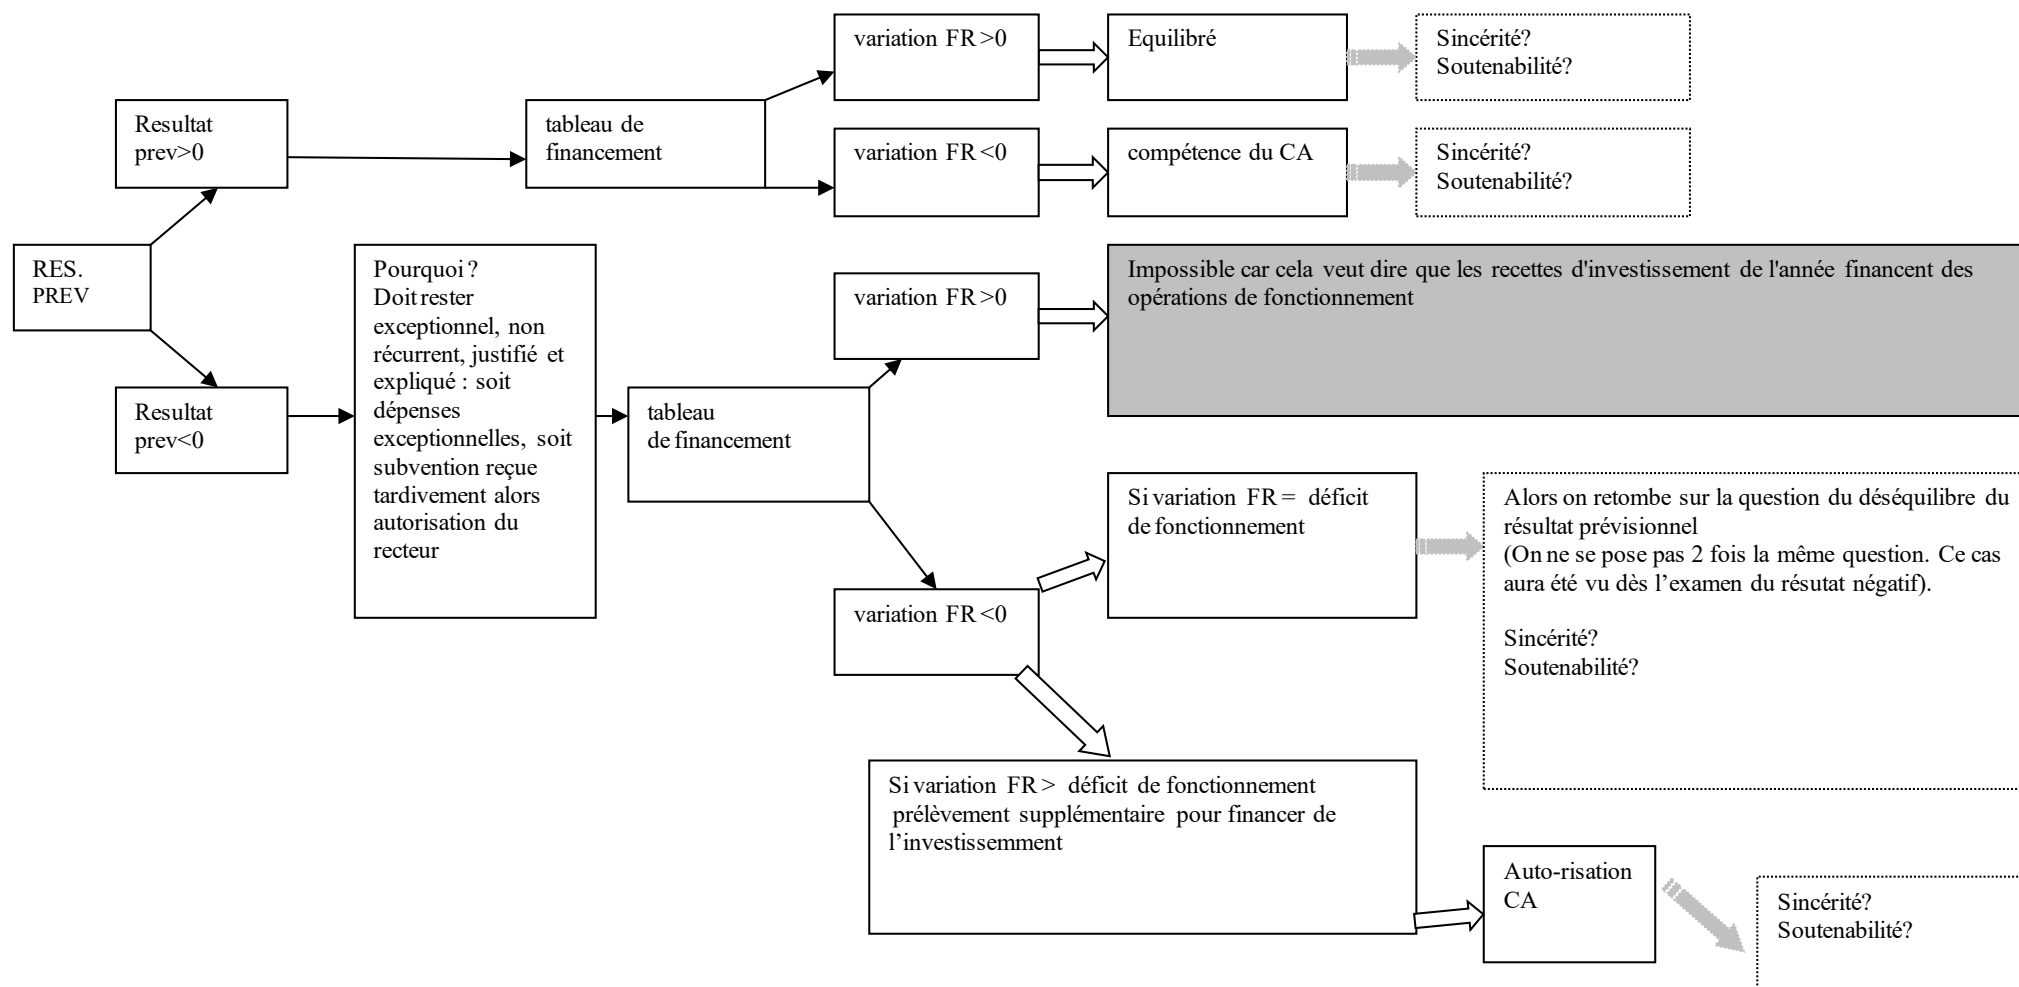 variation FR >0
Equilibré
Sincérité?
Soutenabilité?
Resultat
prev>0
tableau de
financement
variation FR <0
compétence du CA
Sincérité?
Soutenabilité?
RES.
PREV
Pourquoi ?
Doit rester
exceptionnel, non
récurrent, justifié et
expliqué : soit
dépenses
exceptionnelles, soit
subvention reçue
tardivement alors
autorisation du
recteur
variation FR >0
Impossible car cela veut dire que les recettes d'investissement de l'année financent des
opérations de fonctionnement
Resultat
prev<0
tableau
de financement
Si variation FR = déficit
de fonctionnement
Alors on retombe sur la question du déséquilibre du
résultat prévisionnel
(On ne se pose pas 2 fois la même question. Ce cas
aura été vu dès l’examen du résutat négatif).
Sincérité?
Soutenabilité?
variation FR <0
Si variation FR > déficit de fonctionnement
prélèvement supplémentaire pour financer de
l’investissemment
Auto-risation
CA
Sincérité?
Soutenabilité?